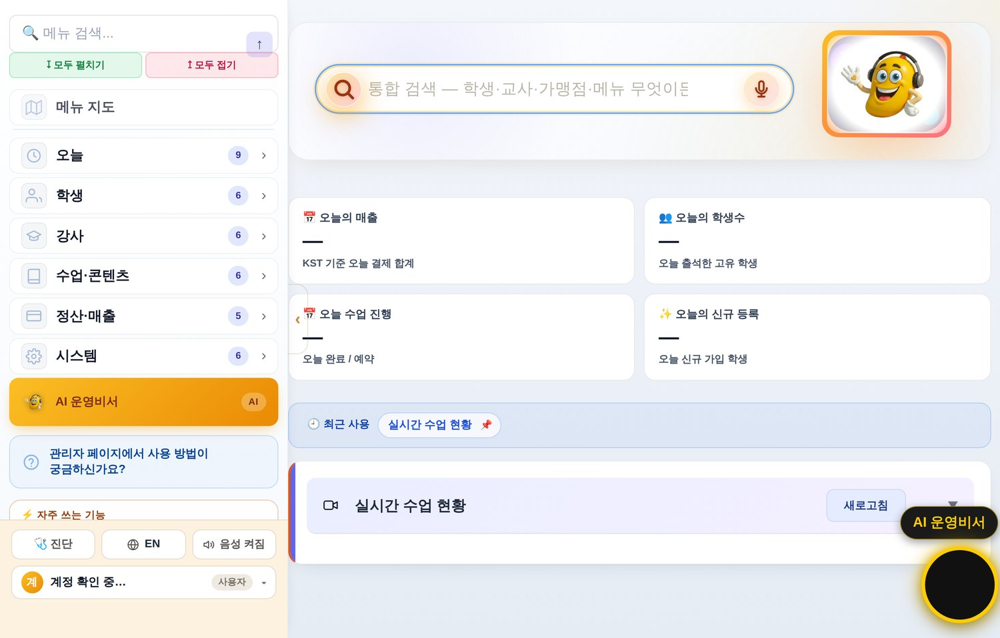 메뉴 검색...
↑
↧ 모두 펼치기
↥ 모두 접기
메뉴 지도
오늘 9
학생 6
강사 6
수업·콘텐츠 6
정산·매출 5
시스템 6
AI 운영비서 AI
관리자 페이지에서 사용 방법이
궁금하신가요?
⚡ 자주 쓰는 기능
진단
EN
음성 켜짐
계 계정 확인 중... 사용자
통합 검색 — 학생·교사·가맹점·메뉴 무엇이든
📅 오늘의 매출
—
KST 기준 오늘 결제 합계
👥 오늘의 학생수
—
오늘 출석한 고유 학생
📅 오늘 수업 진행
—
오늘 완료 / 예약
✨ 오늘의 신규 등록
—
오늘 신규 가입 학생
최근 사용 실시간 수업 현황 📌
실시간 수업 현황 새로고침
AI 운영비서